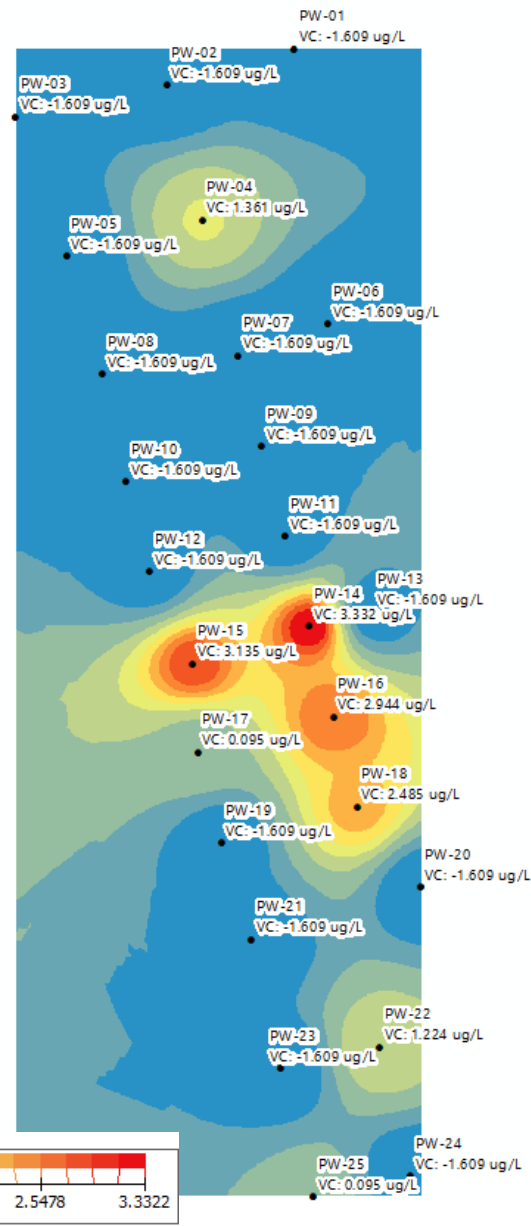 PW-01
VC: -1.609 ug/L
PW-02
VC: -1.609 ug/L
PW-03
VC: -1.609 ug/L
PW-04
VC: 1.361 ug/L
PW-05
VC: -1.609 ug/L
PW-06
VC: -1.609 ug/L
PW-07
VC: -1.609 ug/L
PW-08
VC: -1.609 ug/L
PW-09
VC: -1.609 ug/L
PW-10
VC: -1.609 ug/L
PW-11
VC: -1.609 ug/L
PW-12
VC: -1.609 ug/L
PW-13
VC: -1.609 ug/L
PW-14
VC: 3.332 ug/L
PW-15
VC: 3.135 ug/L
PW-16
VC: 2.944 ug/L
PW-17
VC: 0.095 ug/L
PW-18
VC: 2.485 ug/L
PW-19
VC: -1.609 ug/L
PW-20
VC: -1.609 ug/L
PW-21
VC: -1.609 ug/L
PW-22
VC: 1.224 ug/L
PW-23
VC: -1.609 ug/L
PW-24
VC: -1.609 ug/L
PW-25
VC: 0.095 ug/L
2.5478 3.3322